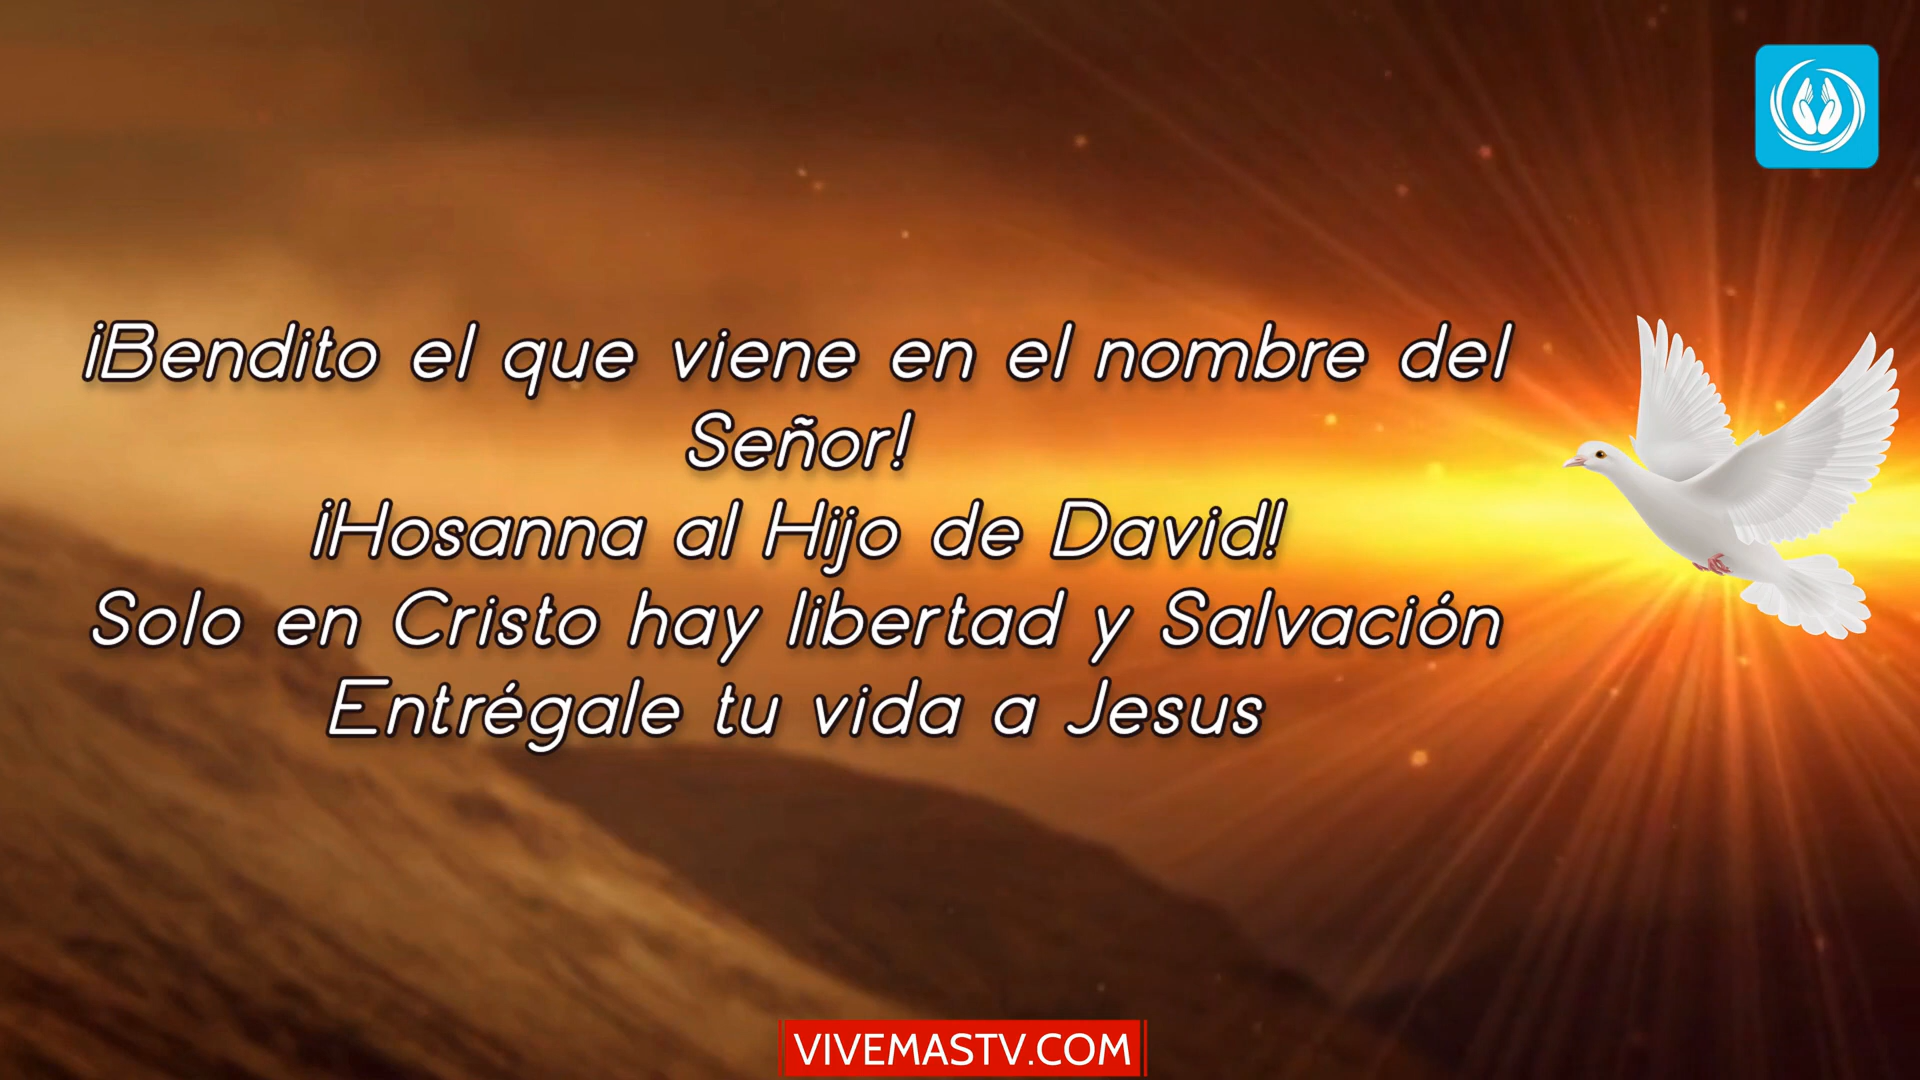 ¡Bendito el que viene en el nombre del
Señor!
¡Hosanna al Hijo de David!
Solo en Cristo hay libertad y Salvación
Entrégale tu vida a Jesus
VIVEMASTV.COM